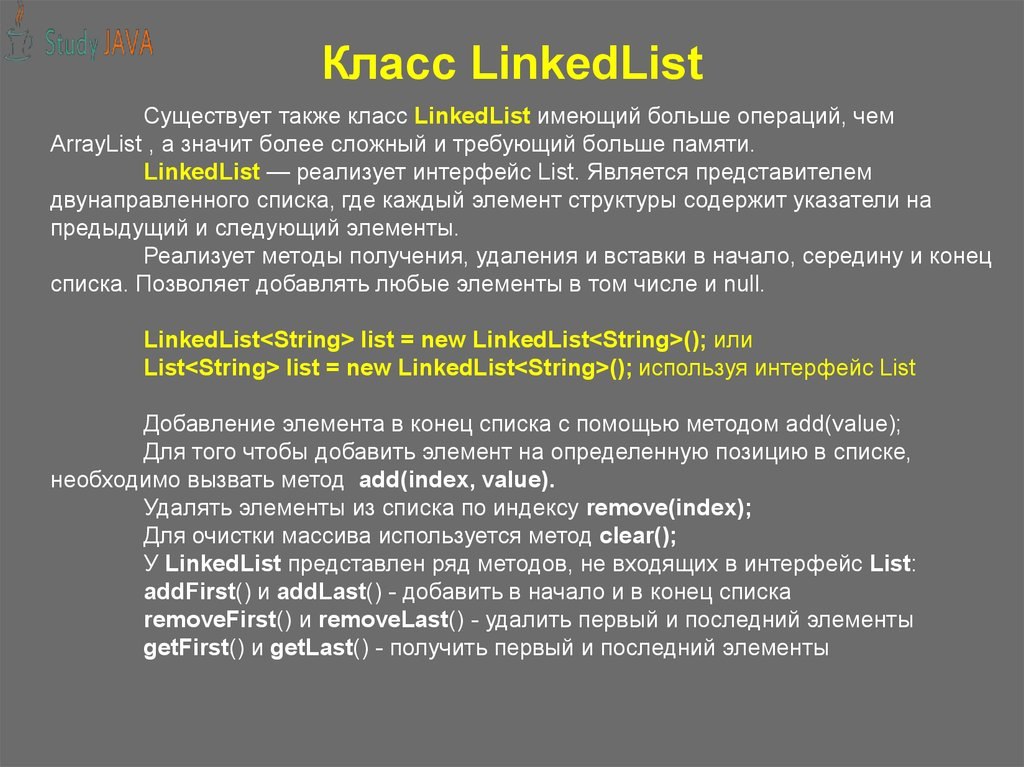 Study JAVA
Класс LinkedList
Существует также класс LinkedList имеющий больше операций, чем
ArrayList , а значит более сложный и требующий больше памяти.
LinkedList — реализует интерфейс List. Является представителем
двунаправленного списка, где каждый элемент структуры содержит указатели на
предыдущий и следующий элементы.
Реализует методы получения, удаления и вставки в начало, середину и конец
списка. Позволяет добавлять любые элементы в том числе и null.
LinkedList<String> list = new LinkedList<String>(); или
List<String> list = new LinkedList<String>(); используя интерфейс List
Добавление элемента в конец списка с помощью методом add(value);
Для того чтобы добавить элемент на определенную позицию в списке,
необходимо вызвать метод  add(index, value).
Удалять элементы из списка по индексу remove(index);
Для очистки массива используется метод clear();
У LinkedList представлен ряд методов, не входящих в интерфейс List:
addFirst() и addLast() - добавить в начало и в конец списка
removeFirst() и removeLast() - удалить первый и последний элементы
getFirst() и getLast() - получить первый и последний элементы